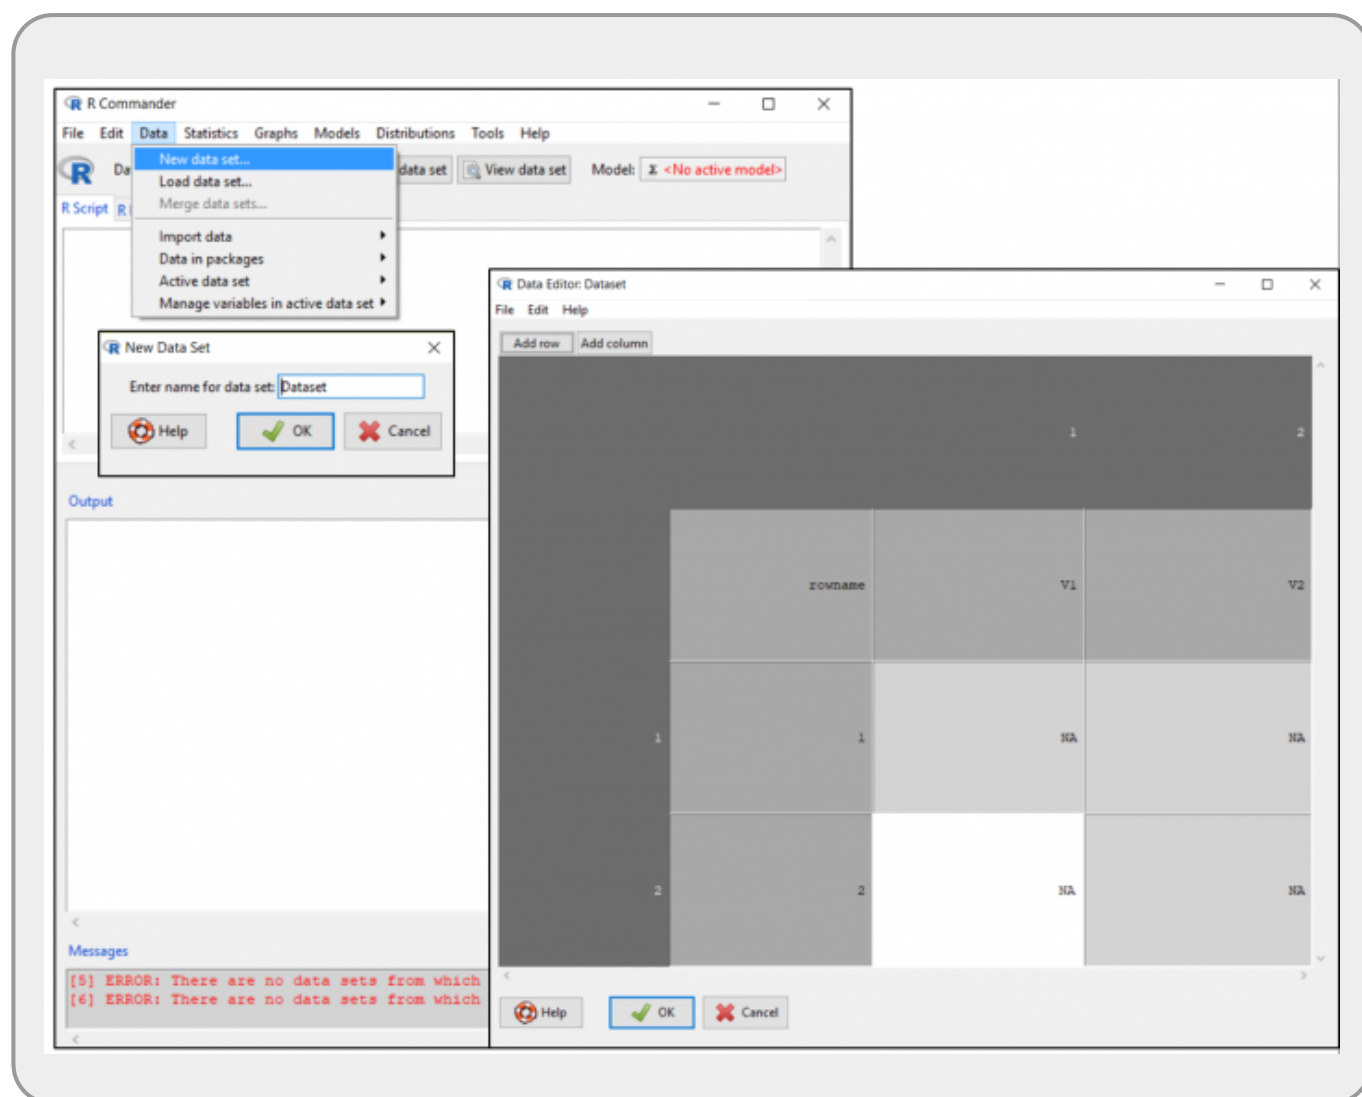 R Commander
File Edit Data Statistics Graphs Models Distributions Tools Help
New data set...
Da data set View data set Model: Σ <No active model>
Load data set...
Merge data sets...
R Script R
Import data
Data in packages
Active data set
Manage variables in active data set
New Data Set
Enter name for data set: Dataset
Help OK Cancel
Output
Messages
[5] ERROR: There are no data sets from which
[6] ERROR: There are no data sets from which
Data Editor: Dataset
File Edit Help
Add row Add column
1 2
rowname V1 V2
1 1 NA NA
2 2 NA NA
Help OK Cancel